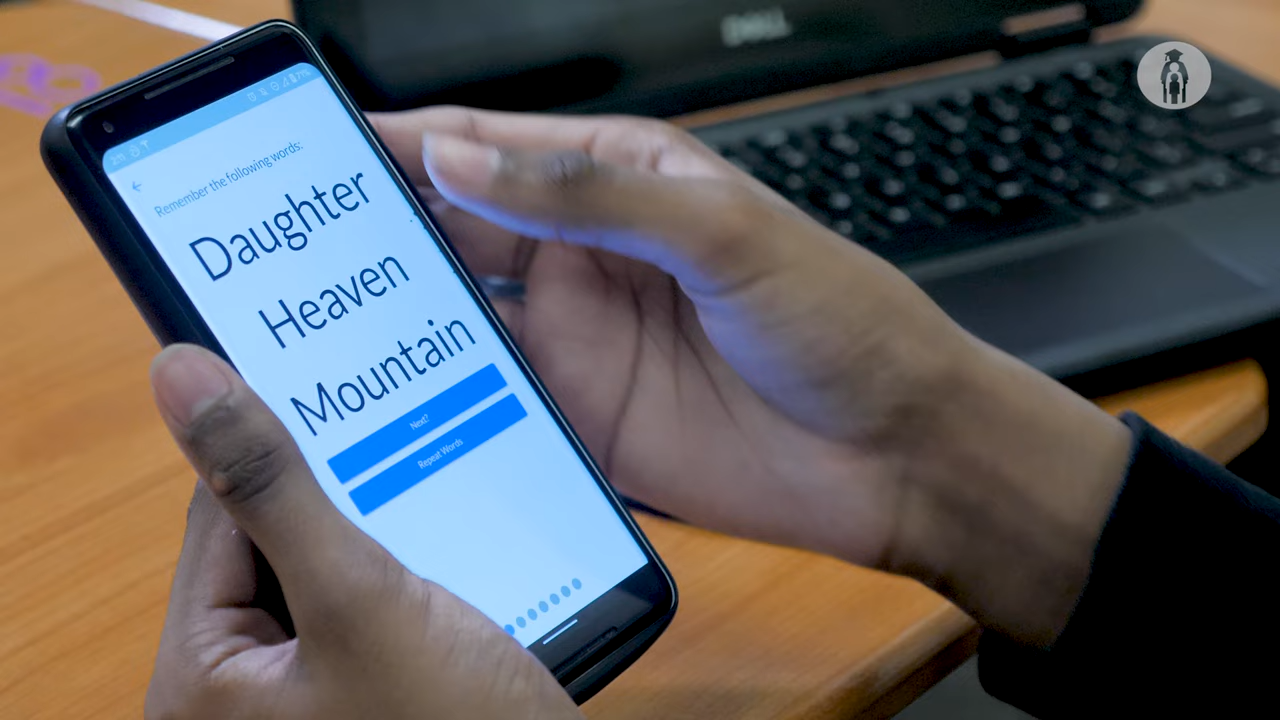 DELL
Remember the following words:
Daughter
Heaven
Mountain
Next?
Repeat Words